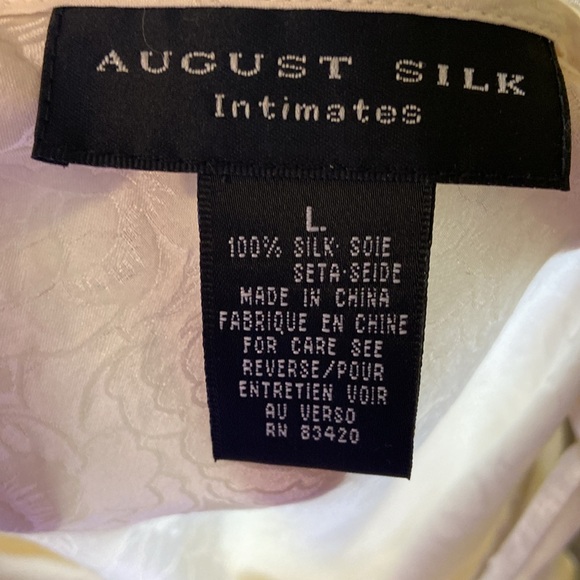 AUGUST SILK
Intimates
L
100% SILK·SOIE
SETA·SEIDE
MADE IN CHINA
FABRIQUE EN CHINE
FOR CARE SEE
REVERSE/POUR
ENTRETIEN VOIR
AU VERSO
RN 83420